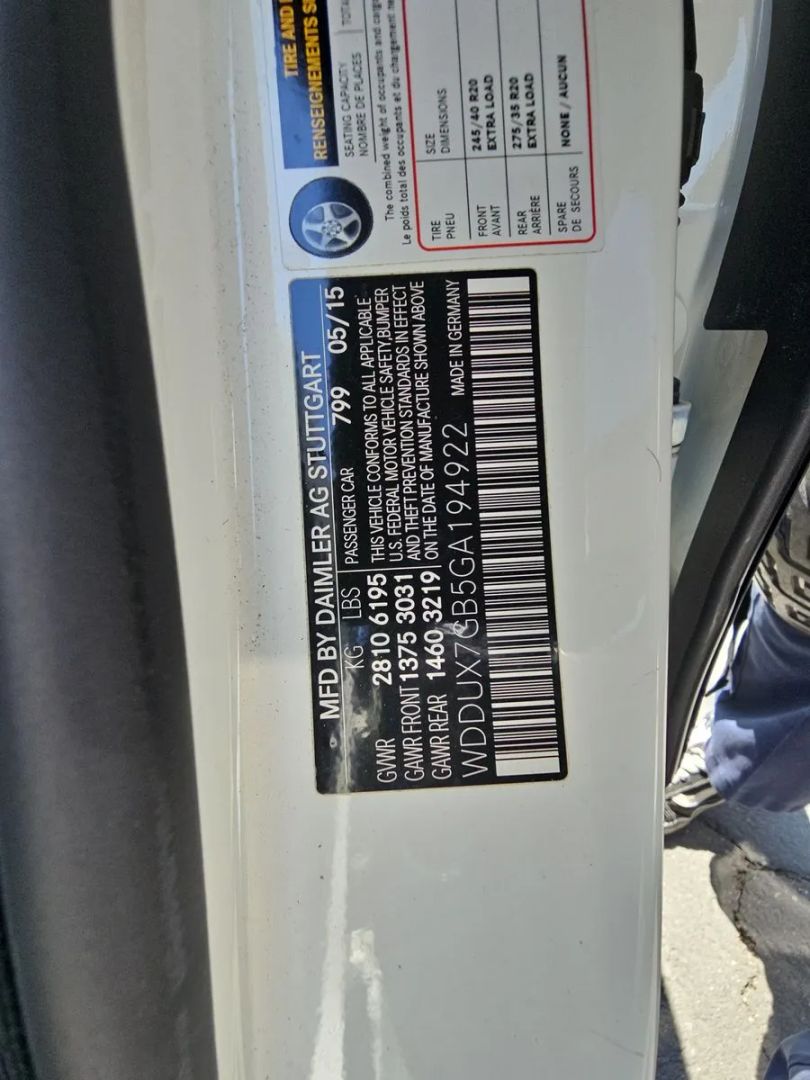 TIRE AND
RENSEIGNEMENTS
SEATING CAPACITY
NOMBRE DE PLACES
The combined weight of occupants and
Le poids total des occupants et du chargement
TIRE
PNEU
SIZE
DIMENSIONS
FRONT
AVANT
245/40 R20
EXTRA LOAD
REAR
ARRIÈRE
275/35 R20
EXTRA LOAD
SPARE
DE SECOURS
NONE / AUCUN
MFD BY DAIMLER AG STUTTGART
KG LBS PASSENGER CAR 799 05/15
GVWR 2810 6195 THIS VEHICLE CONFORMS TO ALL APPLICABLE
U.S. FEDERAL MOTOR VEHICLE SAFETY,BUMPER
GAWR FRONT 1375 3031 AND THEFT PREVENTION STANDARDS IN EFFECT
GAWR REAR 1460 3219 ON THE DATE OF MANUFACTURE SHOWN ABOVE
WDDUX7GB5GA194922 MADE IN GERMANY